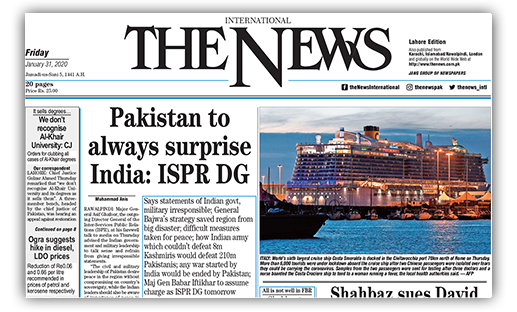 INTERNATIONAL
THE NEWS
Friday
January 31, 2020
Jamadi-us-Sani 5, 1441 A.H.
20 pages
Price Rs. 25.00
Lahore Edition
Also published from
Karachi, Islamabad/Rawalpindi, London
and globally on the World Wide Web at
http://www.thenews.com.pk
JANG GROUP OF NEWSPAPERS
theNewsInternational
thenewspak
thenews_intl
It sells degrees...
We don't
recognise
Al-Khair
University: CJ
Orders for clubbing all
cases of Al-Khair degrees
Our correspondent
LAHORE: Chief Justice
Gulzar Ahmed Thursday
remarked that "we don't
recognise Al-Khair University
and its degrees as
it sells them". A three-
bench, headed
by the chief justice of
Pakistan, was hearing an
appeal against
Continued on page 8
Ogra suggests
hike in diesel,
LDO prices
Reduction of Rs0.
and 0.66 per litre
recommended in
prices of petrol and
kerosene respectively
Pakistan to
always surprise
India: ISPR DG
Muhammad Anis
RAWALPINDI: Major General
Asif Ghafoor, the outgoing
Director General of the
Inter-Services Public Relations
(ISPR), at his farewell
talk to media on Thursday
advised the Indian government
and military leadership
to talk sense and refrain
from giving irresponsible
statements.
"The civil and military
leadership of Pakistan desire
peace in the region without
any compromise on country's
sovereignty, while the Indian
leaders should also be aware
Says statements of Indian govt,
military irresponsible; General
Bajwa's strategy saved region from
big disaster; difficult measures
taken for peace; how Indian army
which couldn't defeat 8m
Kashmiris would defeat 210m
Pakistanis; any war started by
India would be ended by Pakistan;
Maj Gen Babar Iftikhar to assume
charge as ISPR DG tomorrow
ITALY: World's sixth largest cruise ship Costa Smeralda is docked in the Civitavecchia port 70km north of Rome on Thursday.
More than 6,000 tourists were under lockdown aboard the cruise ship after two Chinese passengers were isolated over fears
they could be carrying the coronavirus. Samples from the two passengers were sent for testing after three doctors and a
nurse boarded the Costa Crociere ship to tend to a woman running a fever, the local health authorities said. — AFP
All is not well in FBR
Shahbaz sues David